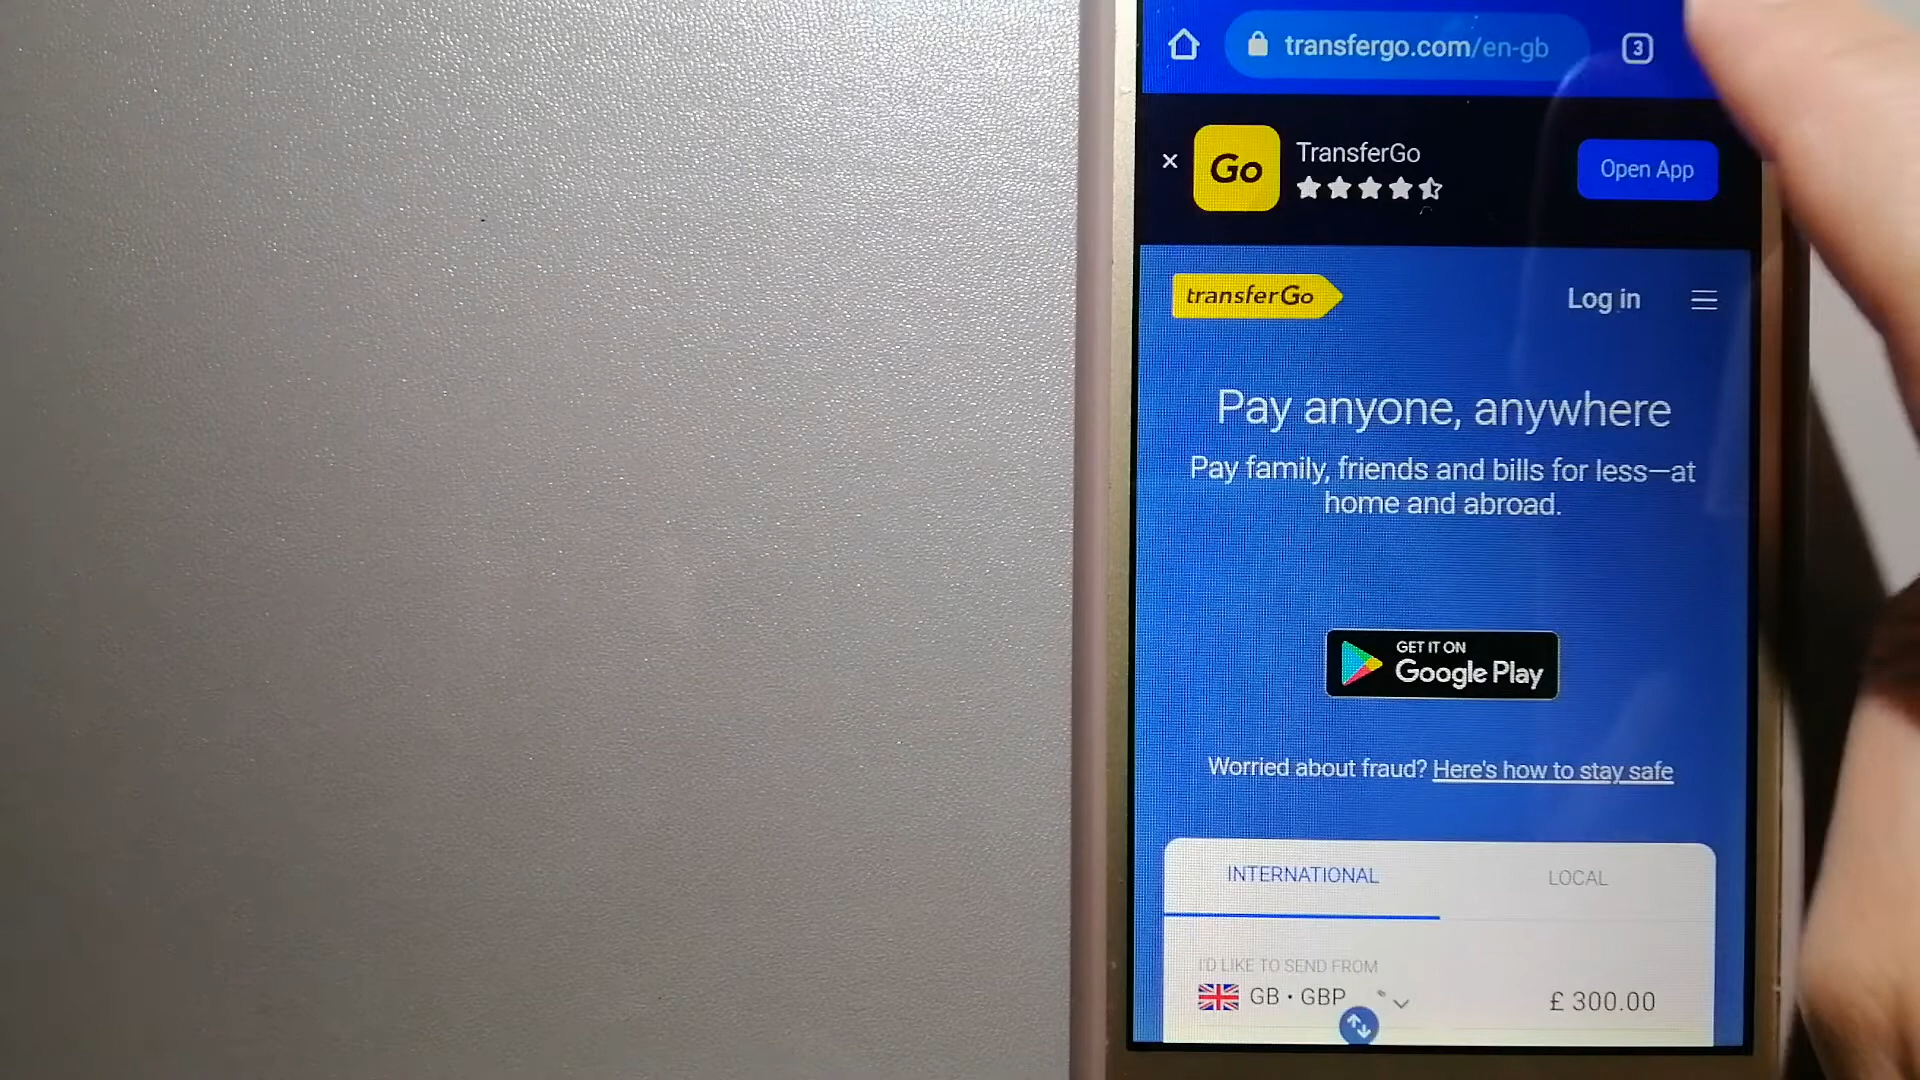 transfergo.com/en-gb
3
Go
TransferGo
Open App
transferGo
Log in
Pay anyone, anywhere
Pay family, friends and bills for less—at
home and abroad.
GET IT ON
Google Play
Worried about fraud? Here's how to stay safe
INTERNATIONAL
LOCAL
I'D LIKE TO SEND FROM
GB • GBP
£ 300.00